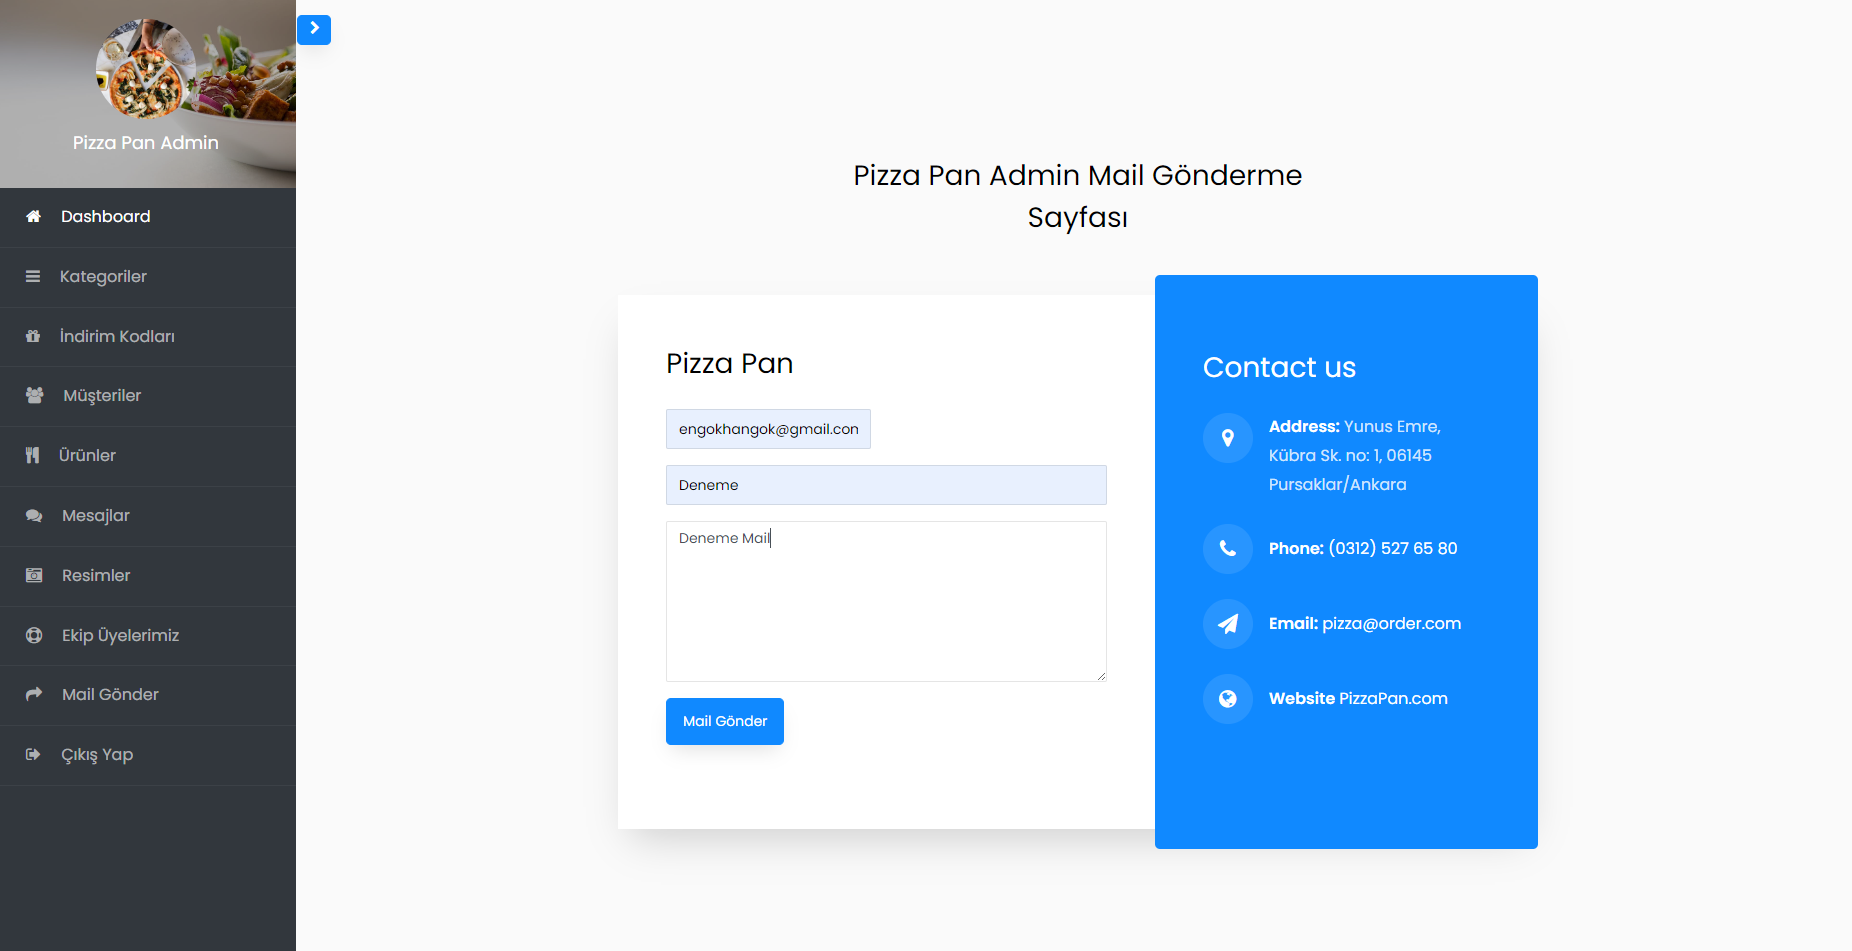 Pizza Pan Admin
Dashboard
Kategoriler
İndirim Kodları
Müşteriler
Ürünler
Mesajlar
Resimler
Ekip Üyelerimiz
Mail Gönder
Çıkış Yap
Pizza Pan Admin Mail Gönderme
Sayfası
Pizza Pan
engokhangok@gmail.con
Deneme
Deneme Mail
Mail Gönder
Contact us
Address: Yunus Emre,
Kübra Sk. no: 1, 06145
Pursaklar/Ankara
Phone: (0312) 527 65 80
Email: pizza@order.com
Website PizzaPan.com